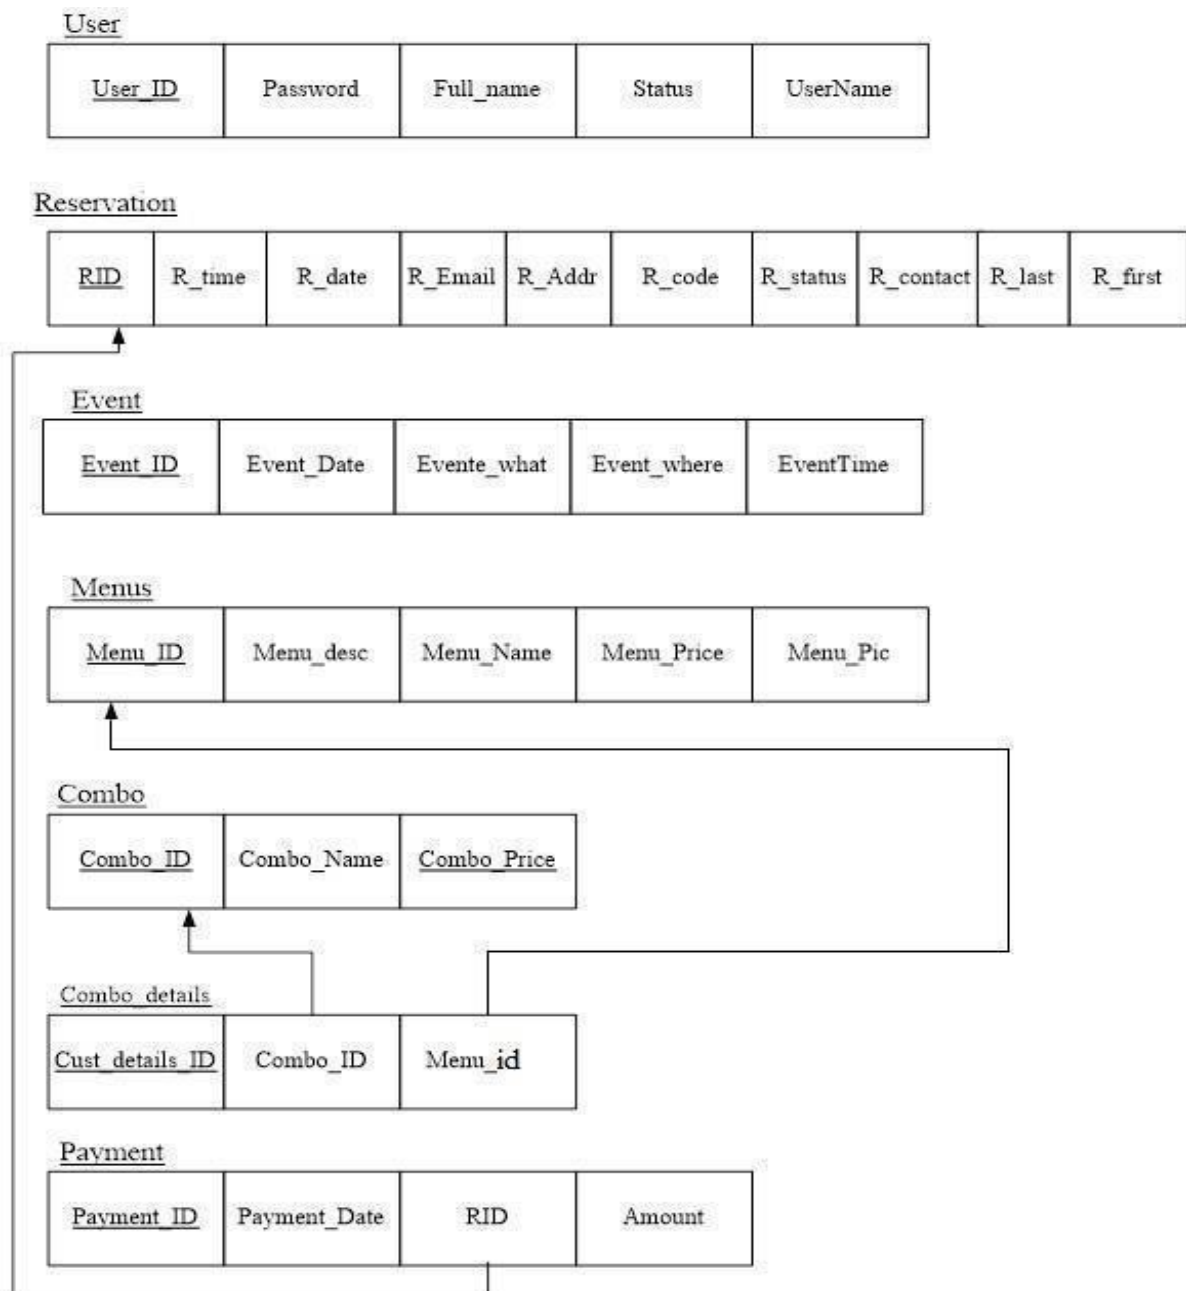 User
User_ID Password Full_name Status UserName
Reservation
RID R_time R_date R_Email R_Addr R_code R_status R_contact R_last R_first
Event
Event_ID Event_Date Evente_what Event_where EventTime
Menus
Menu_ID Menu_desc Menu_Name Menu_Price Menu_Pic
Combo
Combo_ID Combo_Name Combo_Price
Combo_details
Cust_details_ID Combo_ID Menu_id
Payment
Payment_ID Payment_Date RID Amount